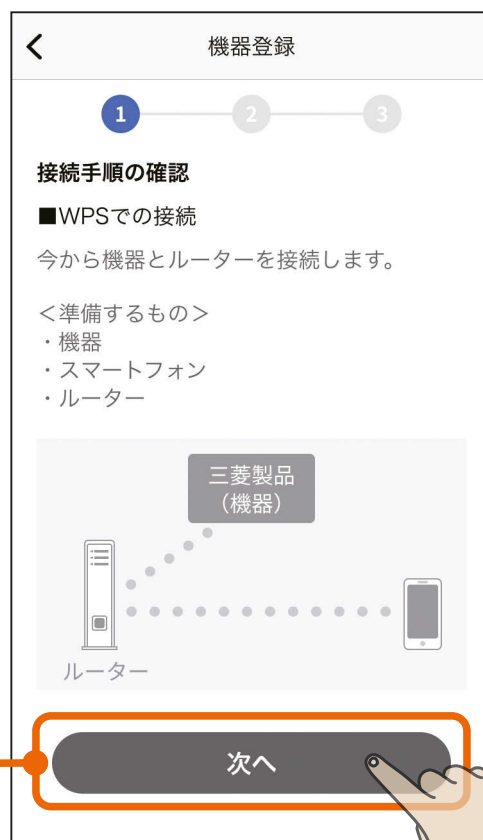 機器登録
1 2 3
接続手順の確認
■WPSでの接続
今から機器とルーターを接続します。
＜準備するもの＞
・機器
・スマートフォン
・ルーター
三菱製品
（機器）
ルーター
次へ